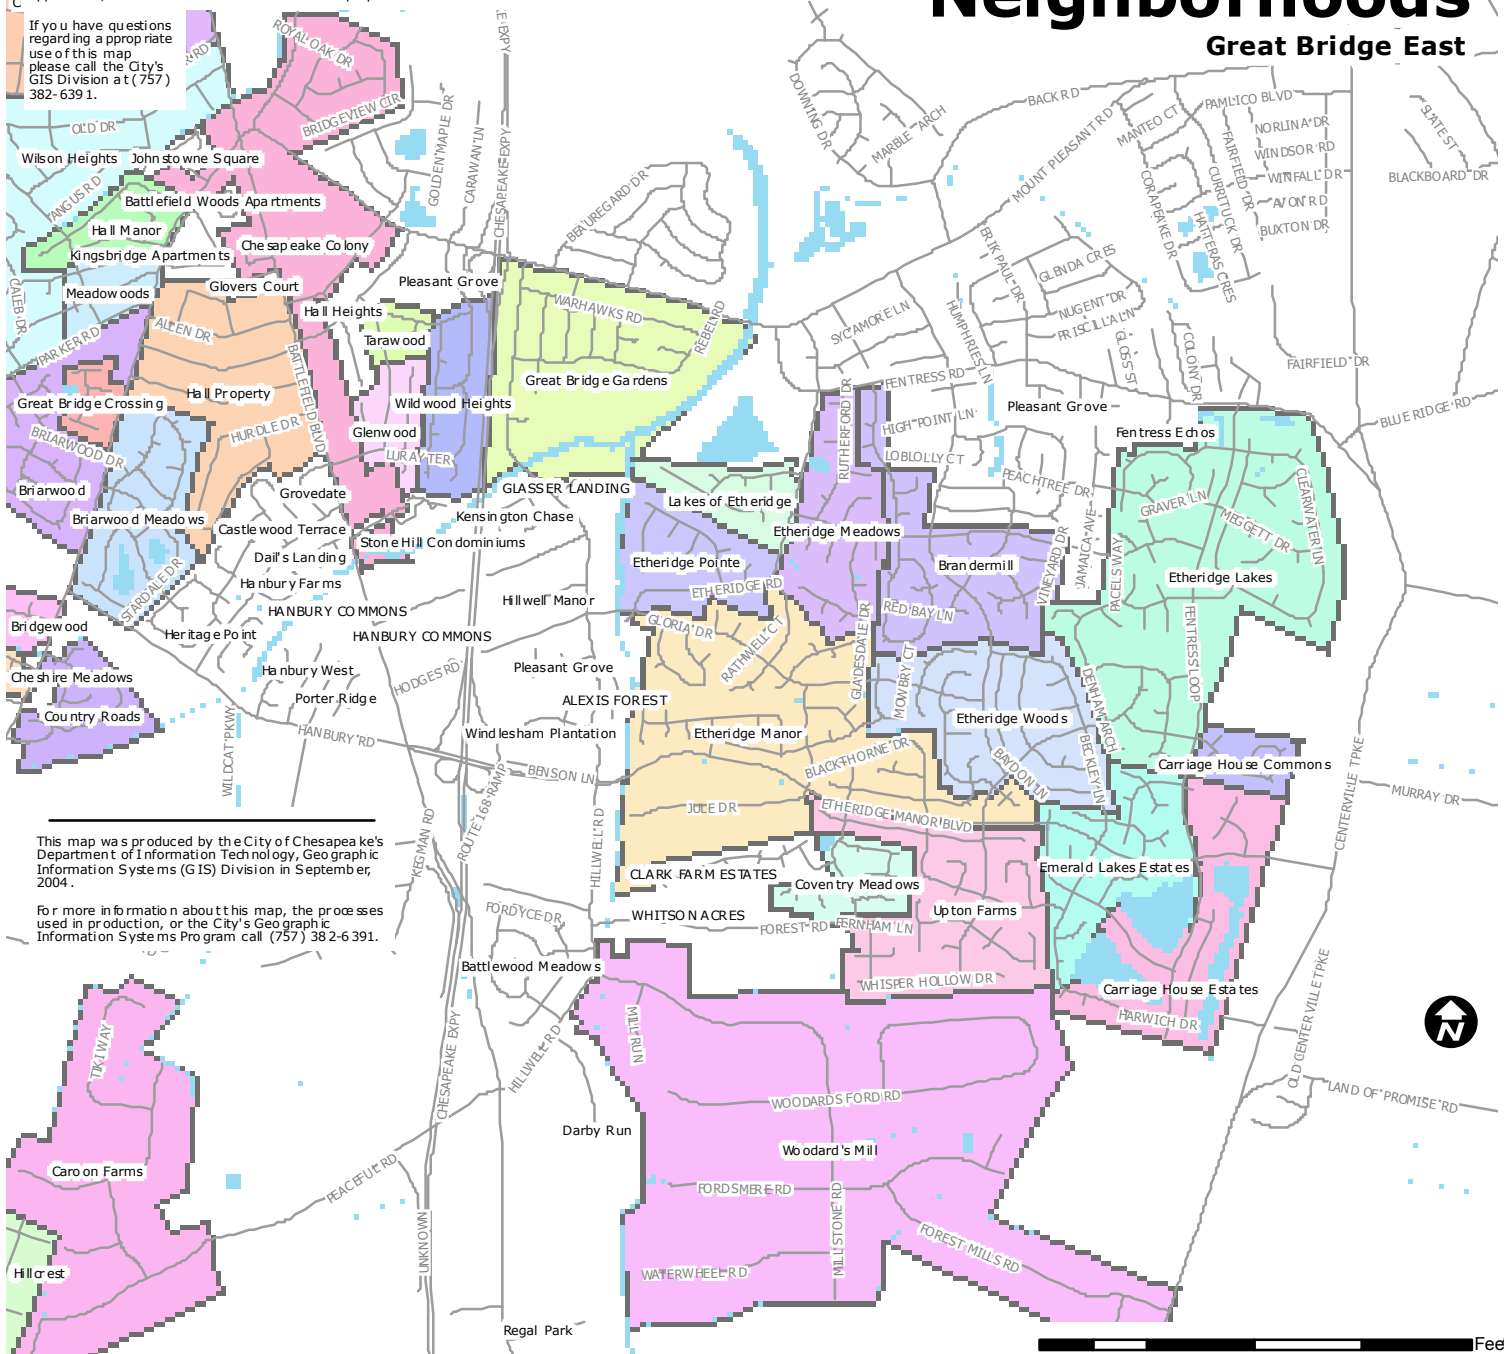 Neighborhoods
Great Bridge East
If you have questions
regarding appropriate
use of this map
please call the City's
GIS Division at (757)
382-6391.
ROYAL OAK DR
BRIDGEVIEW CIR
OLD DR
Wilson Heights
Johnstowne Square
TANGUS RD
Battlefield Woods Apartments
Hall Manor
Kingsbridge Apartments
Chesapeake Colony
Meadowoods
Glovers Court
Pleasant Grove
Hall Heights
CALEB DR
PARKER RD
ALLEN DR
Tarawood
BATTLEFIELD BLVD
Great Bridge Crossing
Hall Property
Wildwood Heights
Great Bridge Gardens
WARHAWKS RD
REBEL RD
BEAUREGARD DR
GOLDEN MAPLE DR
CARAWAN LN
CHESAPEAKE EXPY
E EXPY
BRIARWOOD DR
HURDLE DR
Glenwood
LURAY TER
Briarwood
Briarwood Meadows
Grovedate
Castlewood Terrace
GLASSER LANDING
Kensington Chase
Stone Hill Condominiums
Dail's Landing
Hanbury Farms
STARDALE DR
HANBURY COMMONS
HANBURY COMMONS
Hillwell Manor
Bridgewood
Heritage Point
Cheshire Meadows
Hanbury West
HODGES RD
Pleasant Grove
Porter Ridge
Country Roads
ALEXIS FOREST
HANBURY RD
WILDCAT PKWY
Windlesham Plantation
BENSON LN
ROUTE 168 RAMP
KEGMAN RD
HILLWELL RD
DOWNING DR
MARBLE ARCH
BACK RD
MOUNT PLEASANT RD
MANTEO CT
PAMLICO BLVD
NORLINA DR
WINDSOR RD
WINFALL DR
AVON RD
BUXTON DR
FAIRFIELD DR
CURRITUCK DR
HATTERAS CRES
CORAPEAKE DR
SLATE ST
BLACKBOARD DR
ERIK PAUL DR
GLENDA CRES
NUGENT DR
PRISCILLA LN
GLOSS ST
COLONY DR
FAIRFIELD DR
SYCAMORE LN
HUMPHRIES LN
FENTRESS RD
HIGH POINT LN
LOBLOLLY CT
PEACHTREE DR
RUTHERFORD DR
Pleasant Grove
Fentress Echos
BLUE RIDGE RD
Lakes of Etheridge
Etheridge Meadows
Etheridge Pointe
ETHERIDGE RD
Brandermill
VINEYARD DR
JAMAICA AVE
PACELS WAY
GRAVER LN
MEGGETT DR
CLEARWATER LN
Etheridge Lakes
FENTRESS LOOP
RED BAY LN
GLORIA DR
RATHWELL CT
GLADESDALE DR
MOWBRY CT
DENHAM ARCH
Etheridge Woods
BECKLEY LN
BAYDON LN
Etheridge Manor
BLACKTHORNE DR
JULE DR
ETHERIDGE MANOR BLVD
Carriage House Commons
CENTERVILLE TPKE
MURRAY DR
CLARK FARM ESTATES
Coventry Meadows
Emerald Lakes Estates
WHITSON ACRES
Upton Farms
FOREST RD
FERNHAM LN
WHISPER HOLLOW DR
Carriage House Estates
HARWICH DR
OLD CENTERVILLE TPKE
LAND OF PROMISE RD
This map was produced by the City of Chesapeake's
Department of Information Technology, Geographic
Information Systems (GIS) Division in September,
2004.
For more information about this map, the processes
used in production, or the City's Geographic
Information Systems Program call (757) 382-6391.
FORDYCE DR
Battlewood Meadows
MILL RUN
HILLWELL RD
CHESAPEAKE EXPY
TIKI WAY
WOODARDS FORD RD
Darby Run
Woodard's Mill
Caroon Farms
PEACEFUL RD
FORDSMERE RD
MILLSTONE RD
FOREST MILLS RD
UNKNOWN
WATERWHEEL RD
Hillcrest
Regal Park
N
Fee